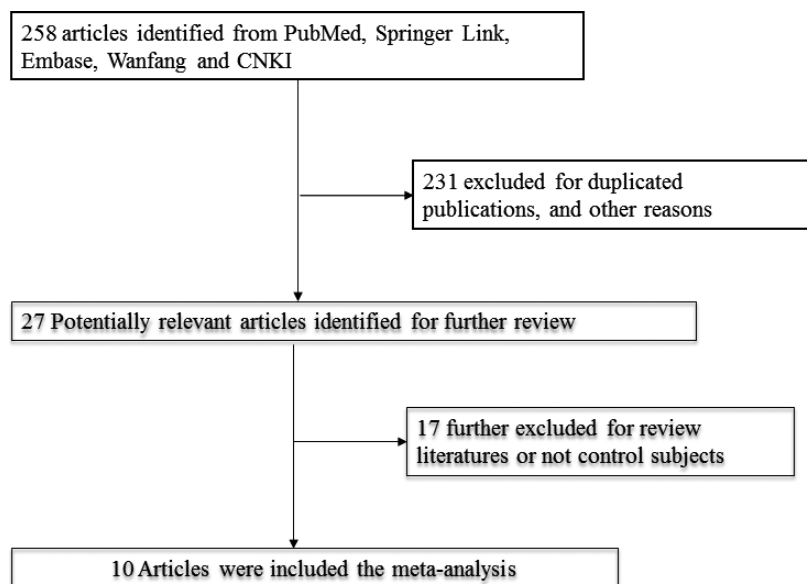 258 articles identified from PubMed, Springer Link,
Embase, Wanfang and CNKI
231 excluded for duplicated
publications, and other reasons
27 Potentially relevant articles identified for further review
17 further excluded for review
literatures or not control subjects
10 Articles were included the meta-analysis